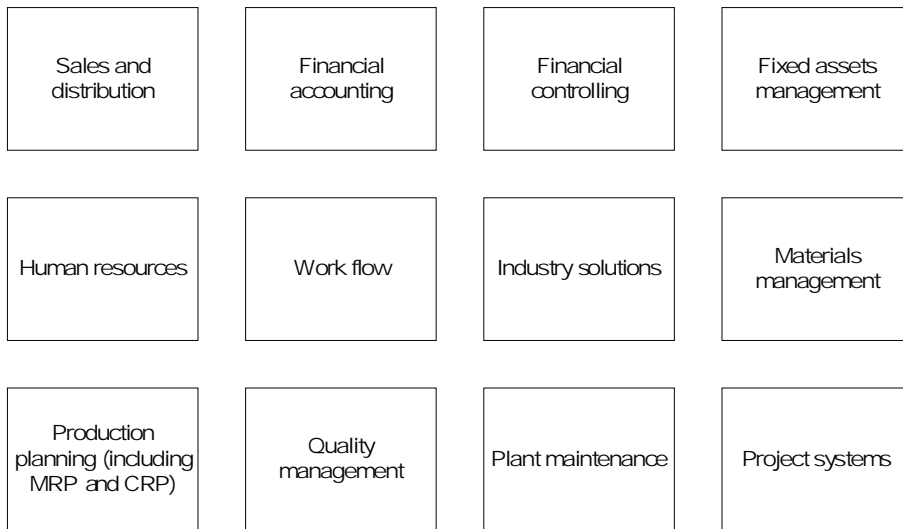 Sales and
distribution
Financial
accounting
Financial
controlling
Fixed assets
management
Human resources
Work flow
Industry solutions
Materials
management
Production
planning (including
MRP and CRP)
Quality
management
Plant maintenance
Project systems